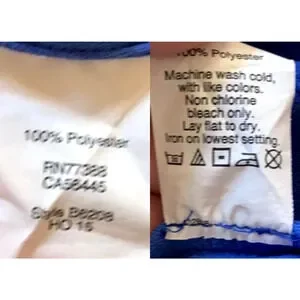 100% Polyester
RN77388
CA56445
Style B6208
HO 16
100% Polyester
Machine wash cold,
with like colors.
Non chlorine
bleach only.
Lay flat to dry.
Iron on lowest setting.